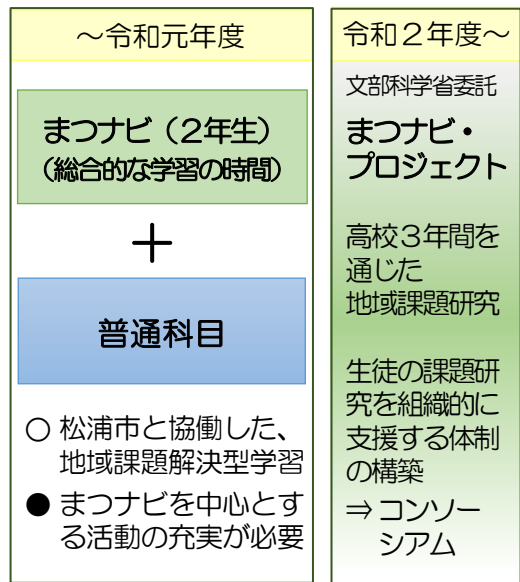 ～令和元年度
まつナビ（２年生）
（総合的な学習の時間）
＋
普通科目
○ 松浦市と協働した、
地域課題解決型学習
● まつナビを中心とす
る活動の充実が必要
令和２年度～
文部科学省委託
まつナビ・
プロジェクト
高校３年間を
通じた
地域課題研究
生徒の課題研
究を組織的に
支援する体制
の構築
⇒ コンソー
シアム